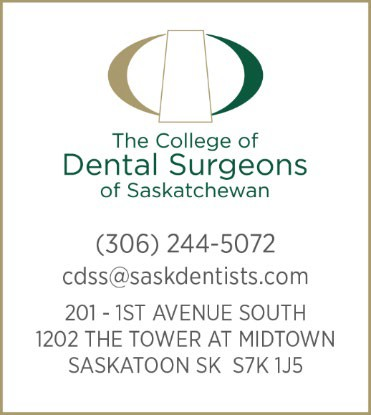 The College of
Dental Surgeons
of Saskatchewan
(306) 244-5072
cdss@saskdentists.com
201 - 1ST AVENUE SOUTH
1202 THE TOWER AT MIDTOWN
SASKATOON SK  S7K 1J5